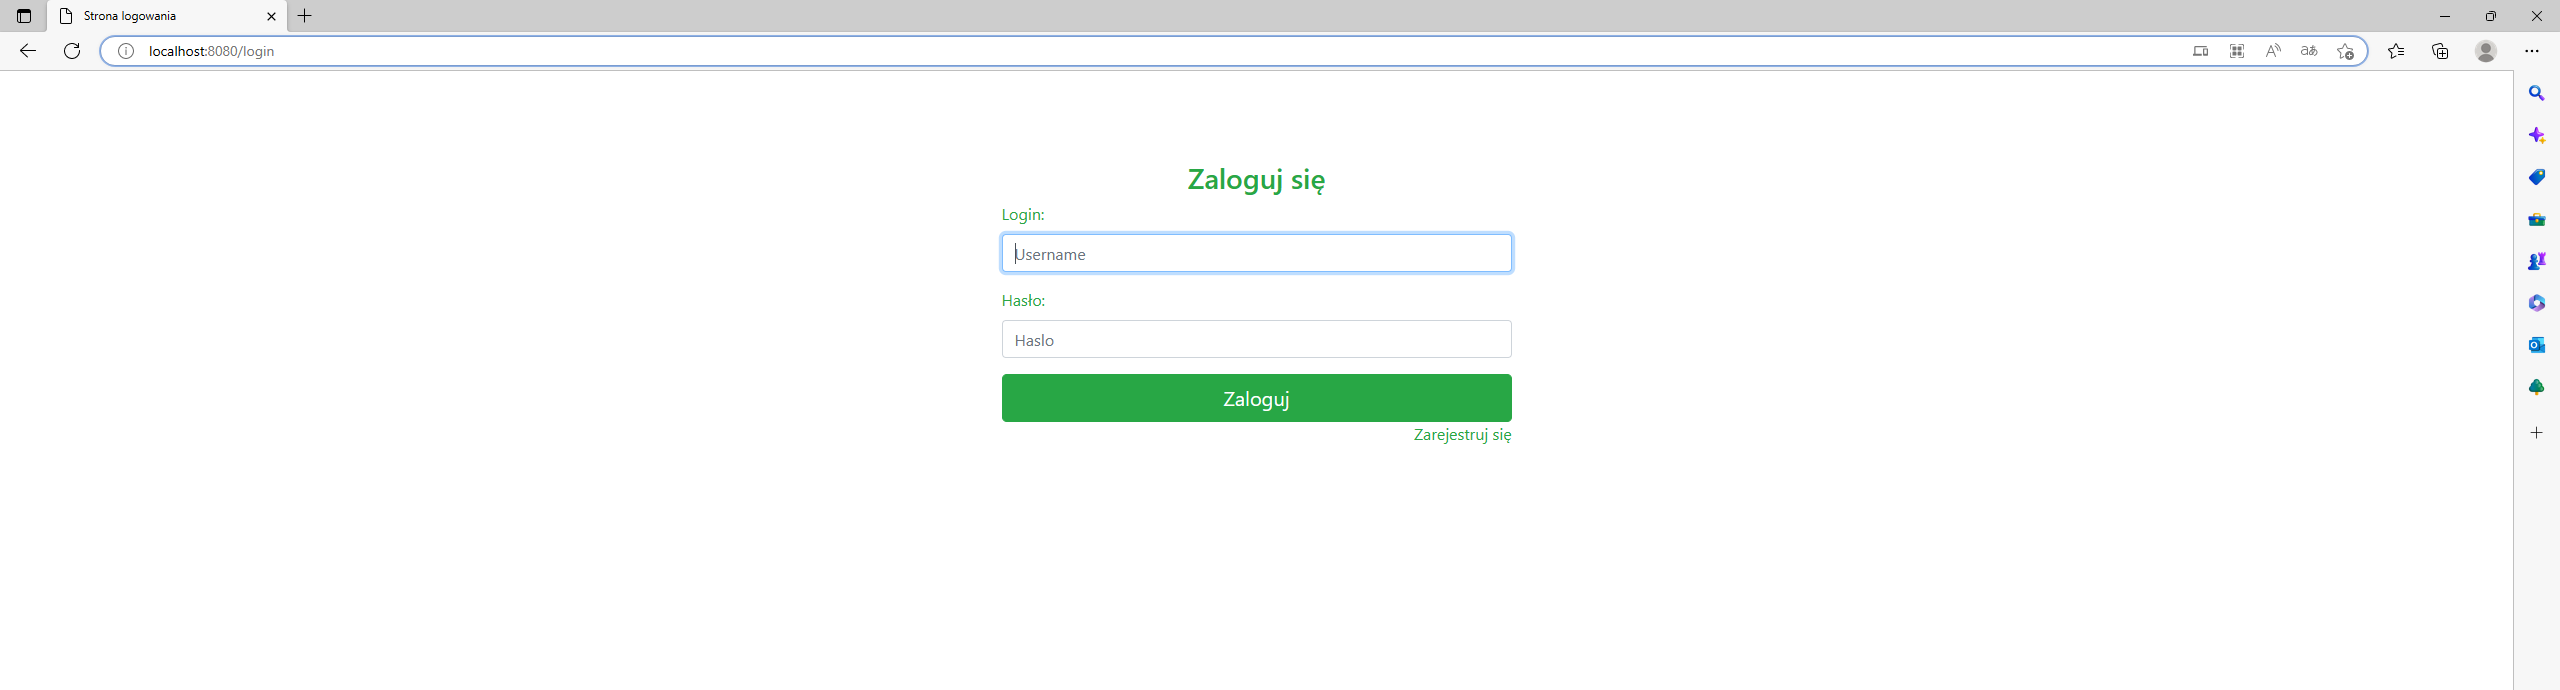 Strona logowania
localhost:8080/login
Zaloguj się
Login:
Username
Hasło:
Haslo
Zaloguj
Zarejestruj się